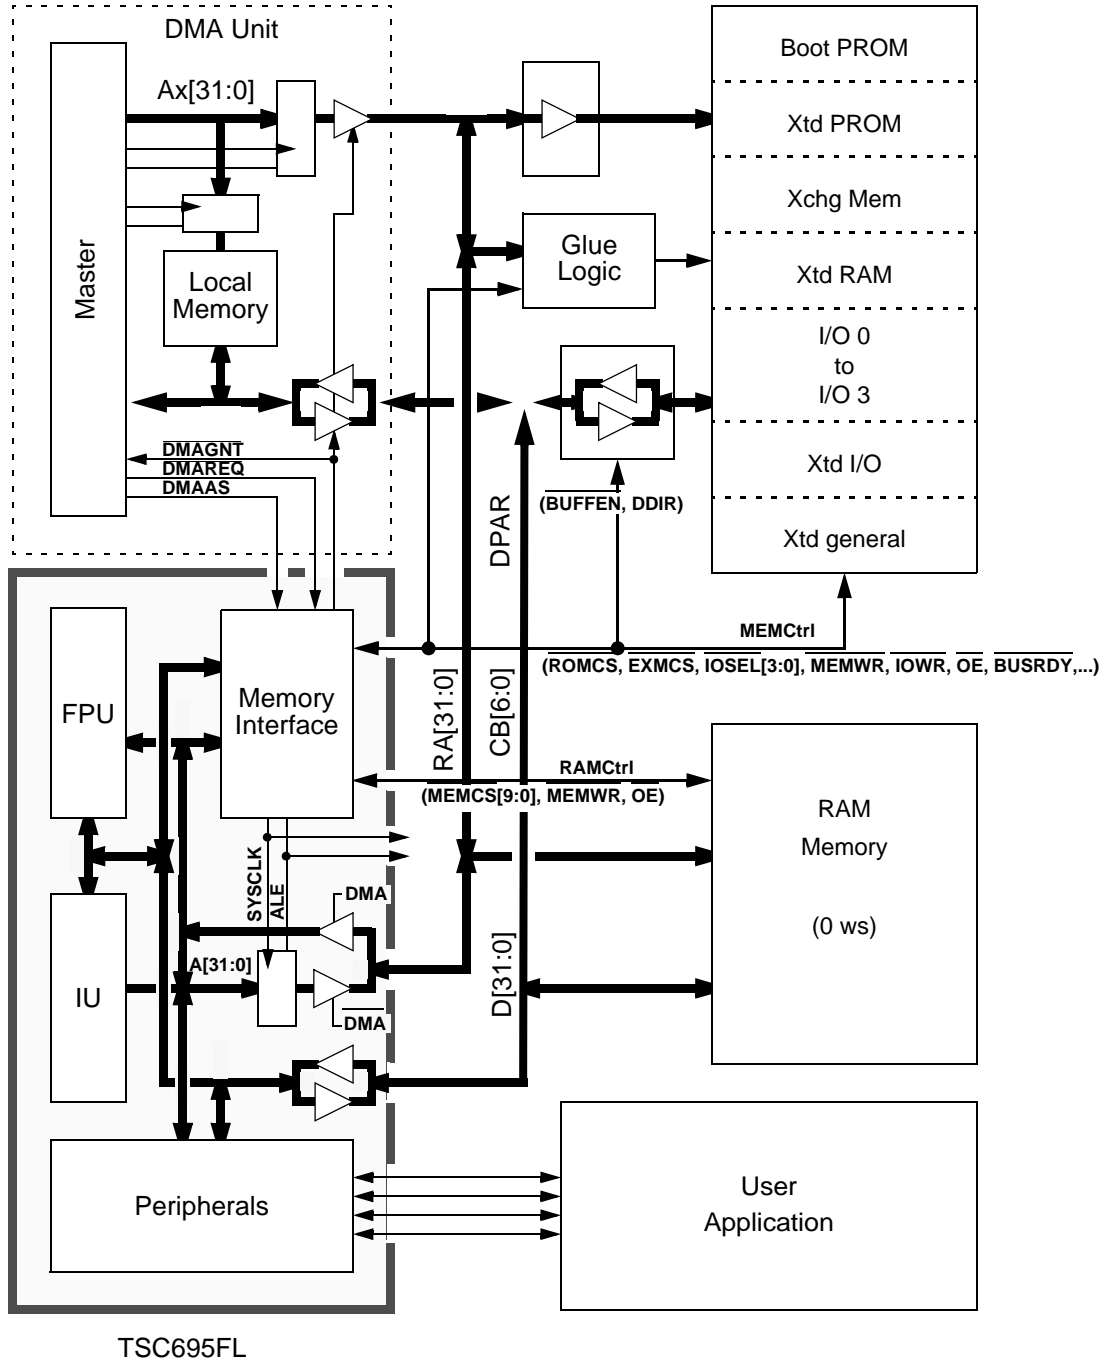 DMA Unit
Ax[31:0]
Master
Local
Memory
DMAGNT
DMAREQ
DMAAS
Boot PROM
Xtd PROM
Xchg Mem
Xtd RAM
I/O 0
to
I/O 3
Xtd I/O
Xtd general
Glue
Logic
(BUFFEN, DDIR)
DPAR
MEMCtrl
(ROMCS, EXMCS, IOSEL[3:0], MEMWR, IOWR, OE, BUSRDY,...)
RA[31:0]
CB[6:0]
FPU
Memory
Interface
RAMCtrl
(MEMCS[9:0], MEMWR, OE)
RAM
Memory
(0 ws)
SYSCLK
ALE
DMA
A[31:0]
IU
DMA
D[31:0]
Peripherals
User
Application
TSC695FL